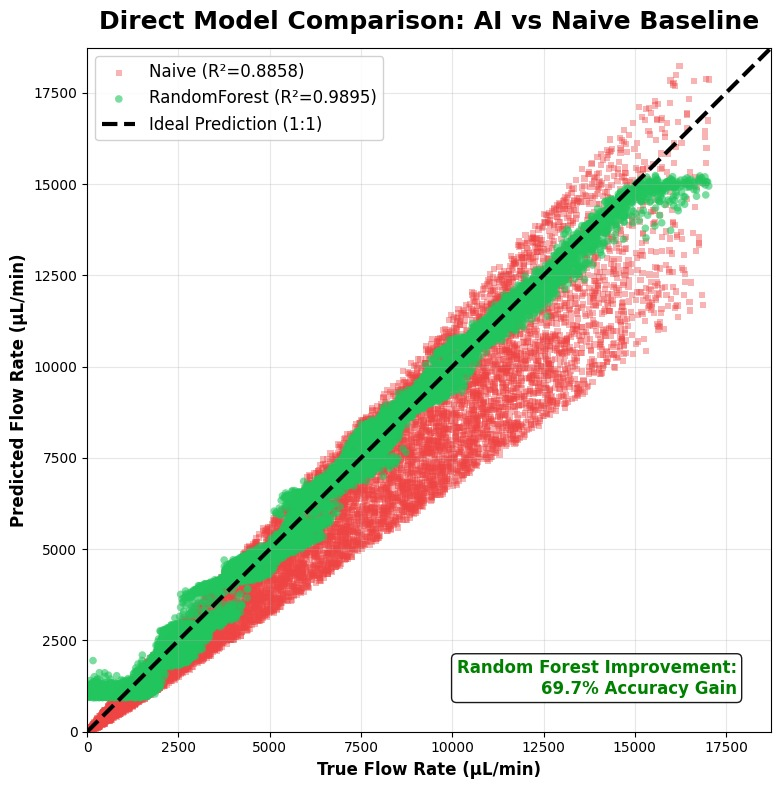 Direct Model Comparison: AI vs Naive Baseline
Naive (R²=0.8858)
RandomForest (R²=0.9895)
Ideal Prediction (1:1)
17500
15000
12500
10000
7500
5000
2500
0
Predicted Flow Rate (µL/min)
Random Forest Improvement:
69.7% Accuracy Gain
0
2500
5000
7500
10000
12500
15000
17500
True Flow Rate (µL/min)